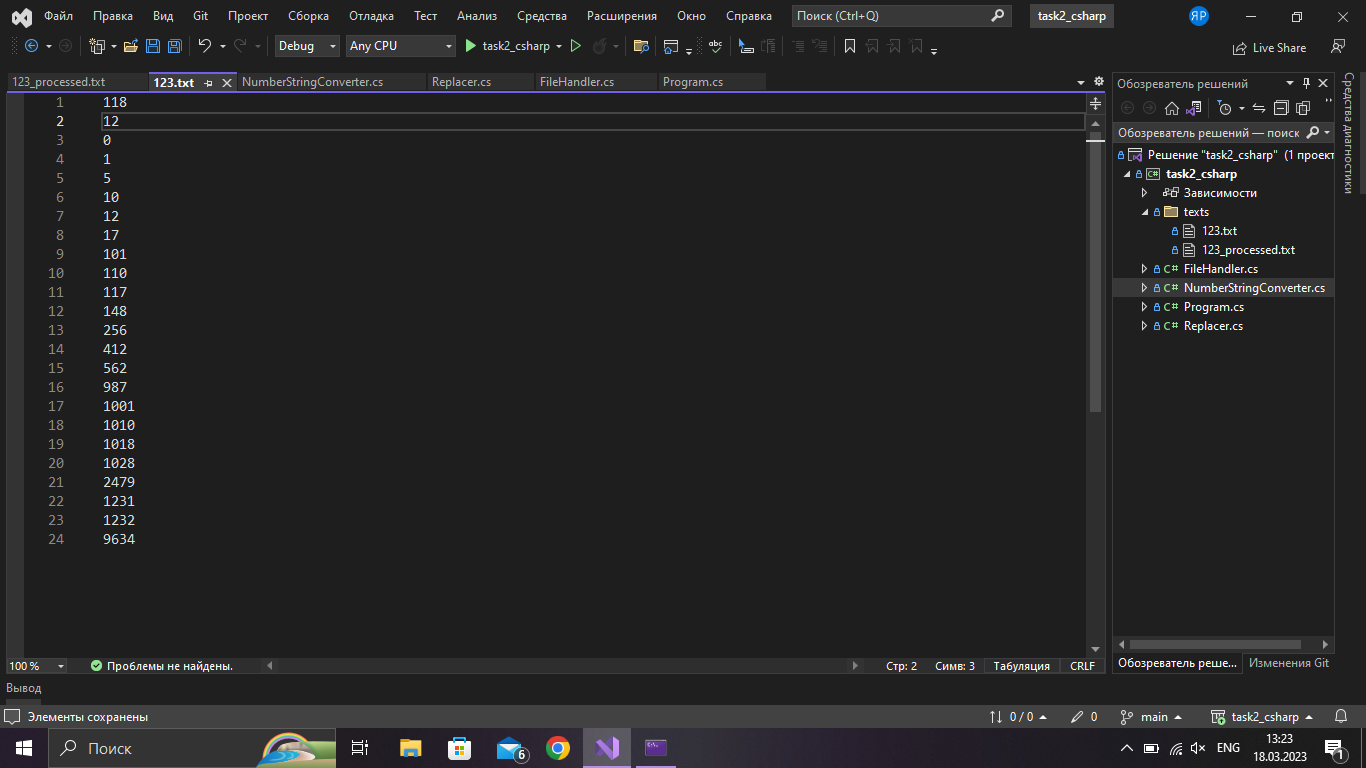 Файл Правка Вид Git Проект Сборка Отладка Тест Анализ Средства Расширения Окно Справка Поиск (Ctrl+Q) task2_csharp ЯР
Debug Any CPU task2_csharp Live Share
123_processed.txt 123.txt NumberStringConverter.cs Replacer.cs FileHandler.cs Program.cs
1 118
2 12
3 0
4 1
5 5
6 10
7 12
8 17
9 101
10 110
11 117
12 148
13 256
14 412
15 562
16 987
17 1001
18 1010
19 1018
20 1028
21 2479
22 1231
23 1232
24 9634
100 % Проблемы не найдены. Стр: 2 Симв: 3 Табуляция CRLF
Обозреватель решений
Обозреватель решений — поиск
Решение "task2_csharp" (1 проект
C# task2_csharp
Зависимости
texts
123.txt
123_processed.txt
C# FileHandler.cs
C# NumberStringConverter.cs
C# Program.cs
C# Replacer.cs
Обозреватель реше... Изменения Git
Средства диагностики
Вывод
Элементы сохранены 0 / 0 0 main task2_csharp
Поиск 6 ENG 13:23 1
18.03.2023